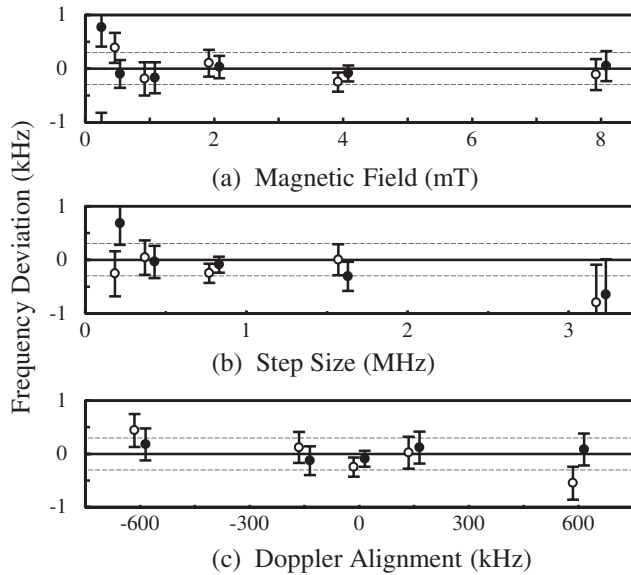 1
0
-1
0 2 4 6 8
(a) Magnetic Field (mT)
1
0
-1
0 1 2 3
(b) Step Size (MHz)
1
0
-1
-600 -300 0 300 600
(c) Doppler Alignment (kHz)
Frequency Deviation (kHz)